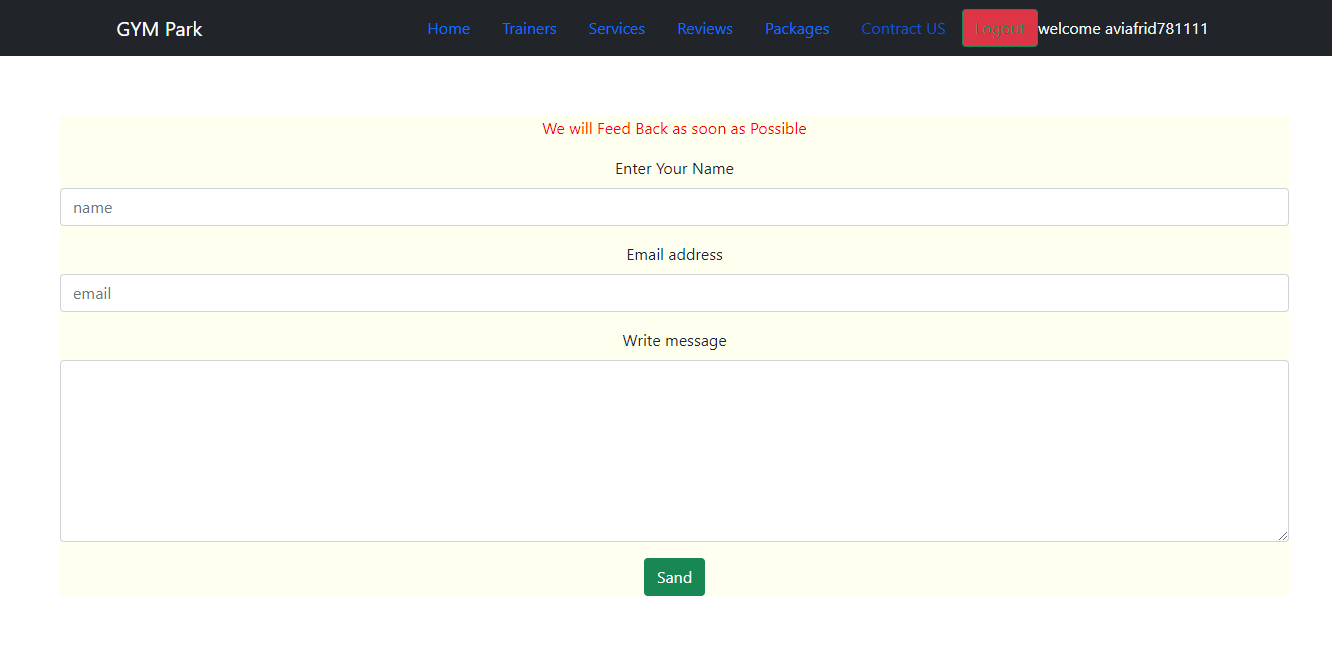 GYM Park Home Trainers Services Reviews Packages Contract US Logout welcome aviafrid781111
We will Feed Back as soon as Possible
Enter Your Name
name
Email address
email
Write message
Sand